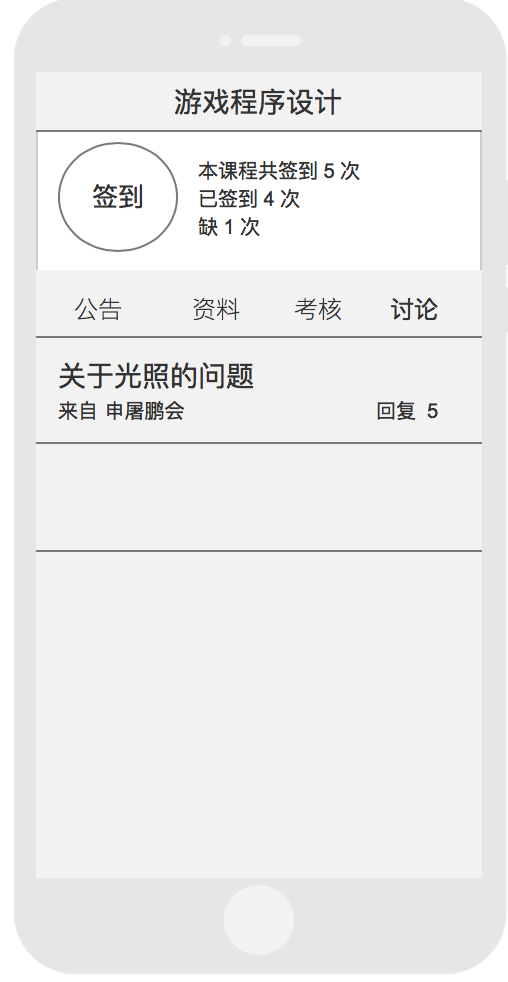 游戏程序设计
签到
本课程共签到 5 次
已签到 4 次
缺 1 次
公告 资料 考核 讨论
关于光照的问题
来自 申屠鹏会 回复 5